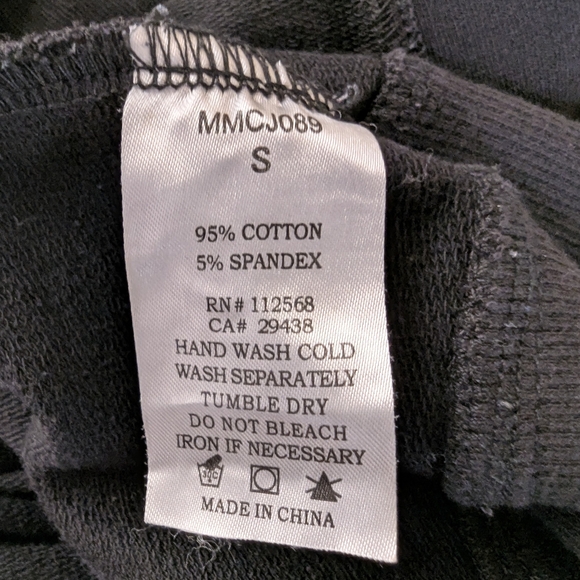 MMCJ089
S
95% COTTON
5% SPANDEX
RN# 112568
CA# 29438
HAND WASH COLD
WASH SEPARATELY
TUMBLE DRY
DO NOT BLEACH
IRON IF NECESSARY
30°C
MADE IN CHINA